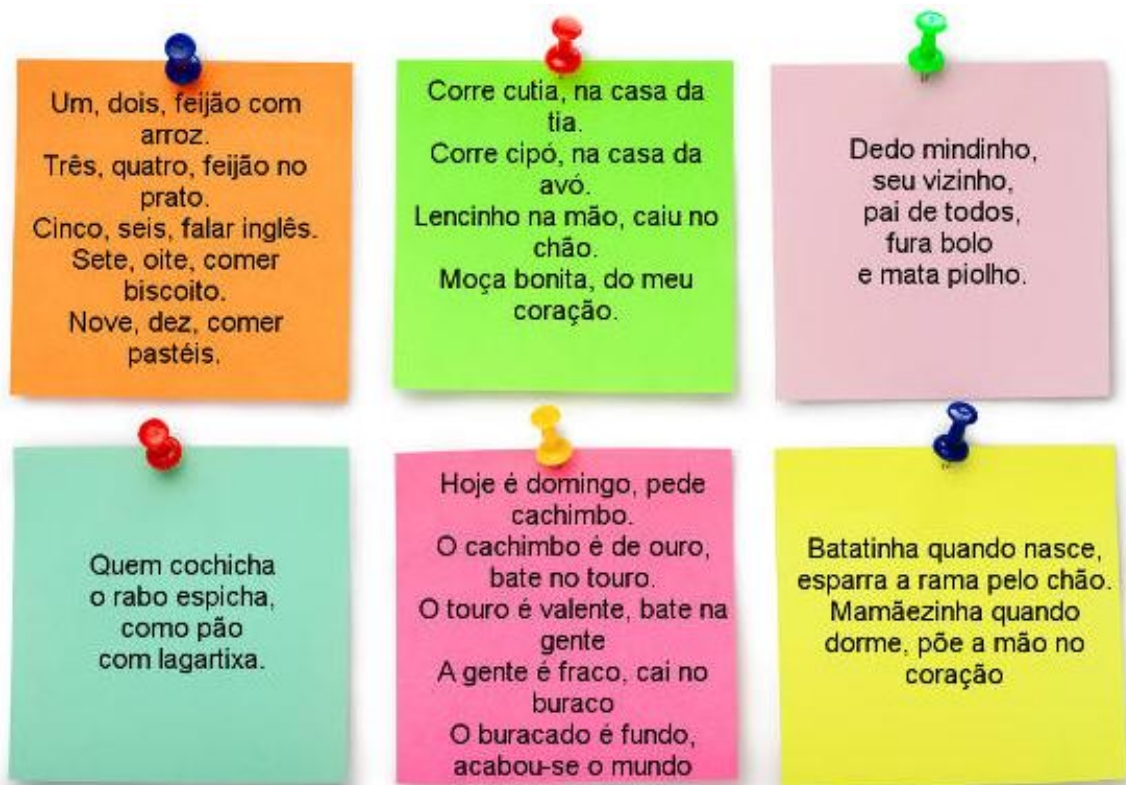 Um, dois, feijão com
arroz.
Três, quatro, feijão no
prato.
Cinco, seis, falar inglês.
Sete, oite, comer
biscoito.
Nove, dez, comer
pastéis.
Corre cutia, na casa da
tia.
Corre cipó, na casa da
avó.
Lencinho na mão, caiu no
chão.
Moça bonita, do meu
coração.
Dedo mindinho,
seu vizinho,
pai de todos,
fura bolo
e mata piolho.
Quem cochicha
o rabo espicha,
como pão
com lagartixa.
Hoje é domingo, pede
cachimbo.
O cachimbo é de ouro,
bate no touro.
O touro é valente, bate na
gente
A gente é fraco, cai no
buraco
O buracado é fundo,
acabou-se o mundo
Batatinha quando nasce,
esparra a rama pelo chão.
Mamãezinha quando
dorme, põe a mão no
coração